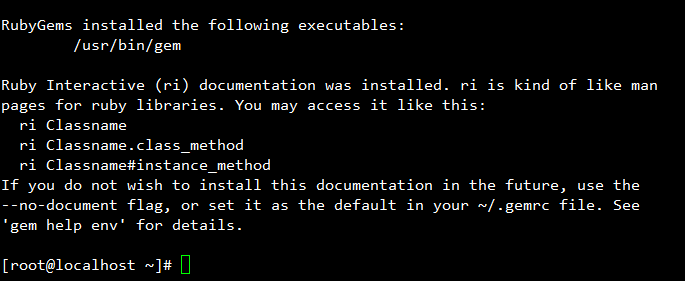 RubyGems installed the following executables:
        /usr/bin/gem

Ruby Interactive (ri) documentation was installed. ri is kind of like man
pages for ruby libraries. You may access it like this:
  ri Classname
  ri Classname.class_method
  ri Classname#instance_method
If you do not wish to install this documentation in the future, use the
--no-document flag, or set it as the default in your ~/.gemrc file. See
'gem help env' for details.

[root@localhost ~]#